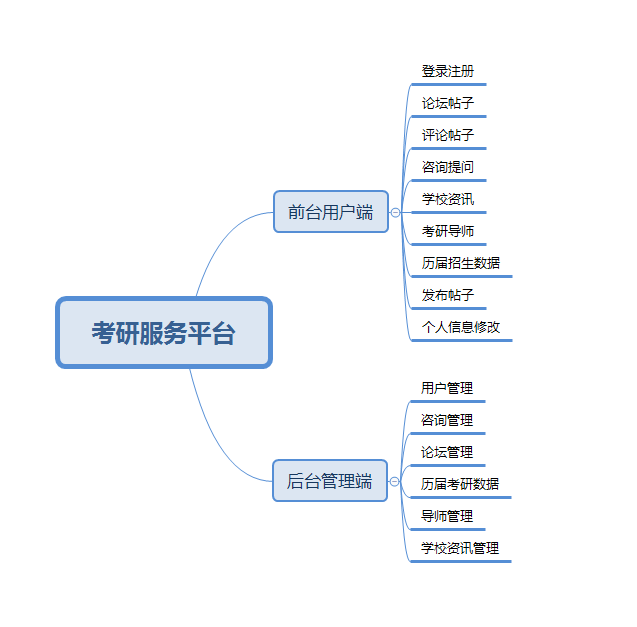 考研服务平台
前台用户端
登录注册
论坛帖子
评论帖子
咨询提问
学校资讯
考研导师
历届招生数据
发布帖子
个人信息修改
后台管理端
用户管理
咨询管理
论坛管理
历届考研数据
导师管理
学校资讯管理